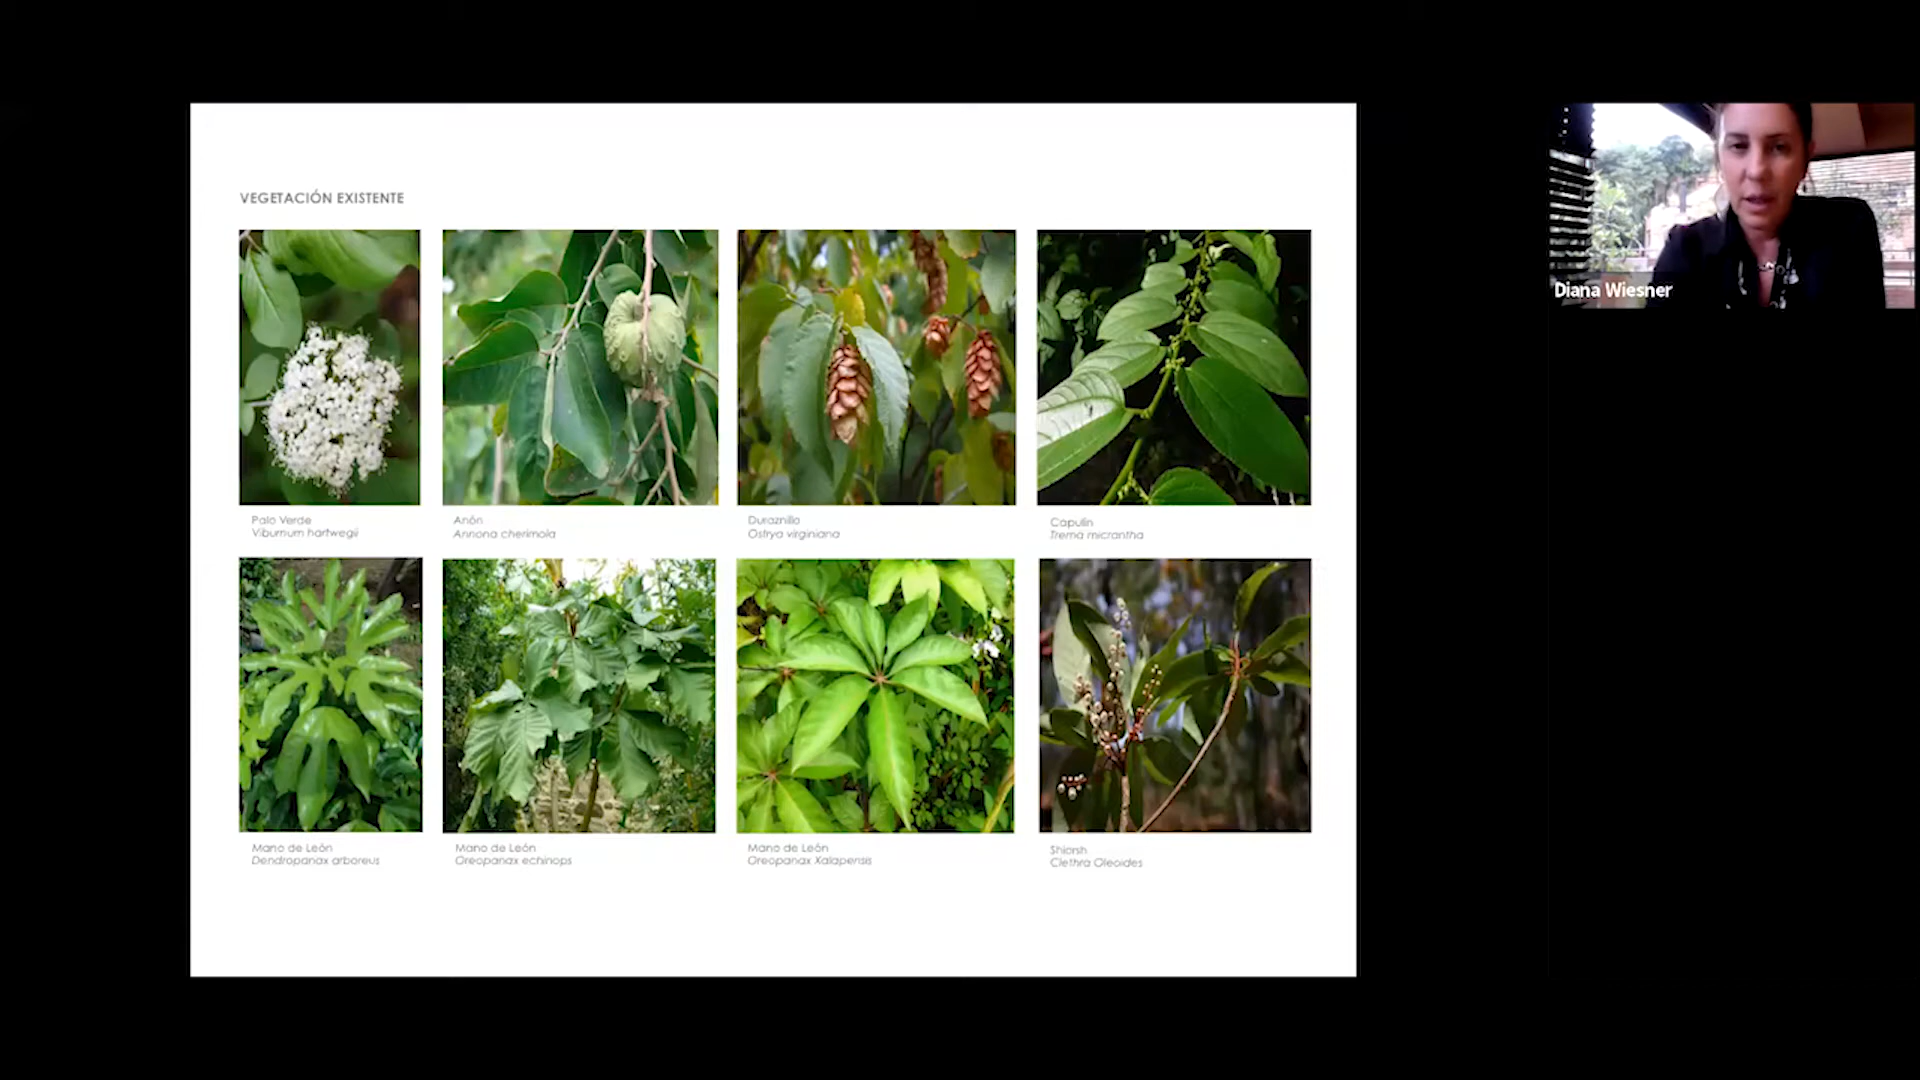 VEGETACIÓN EXISTENTE
Palo Verde
Viburnum hartwegii
Anón
Annona cherimola
Duraznillo
Ostrya virginiana
Capulín
Trema micrantha
Mano de León
Dendropanax arboreus
Mano de León
Oreopanax echinops
Mano de León
Oreopanax Xalapensis
Shiarsh
Clethra Oleoides
Diana Wiesner